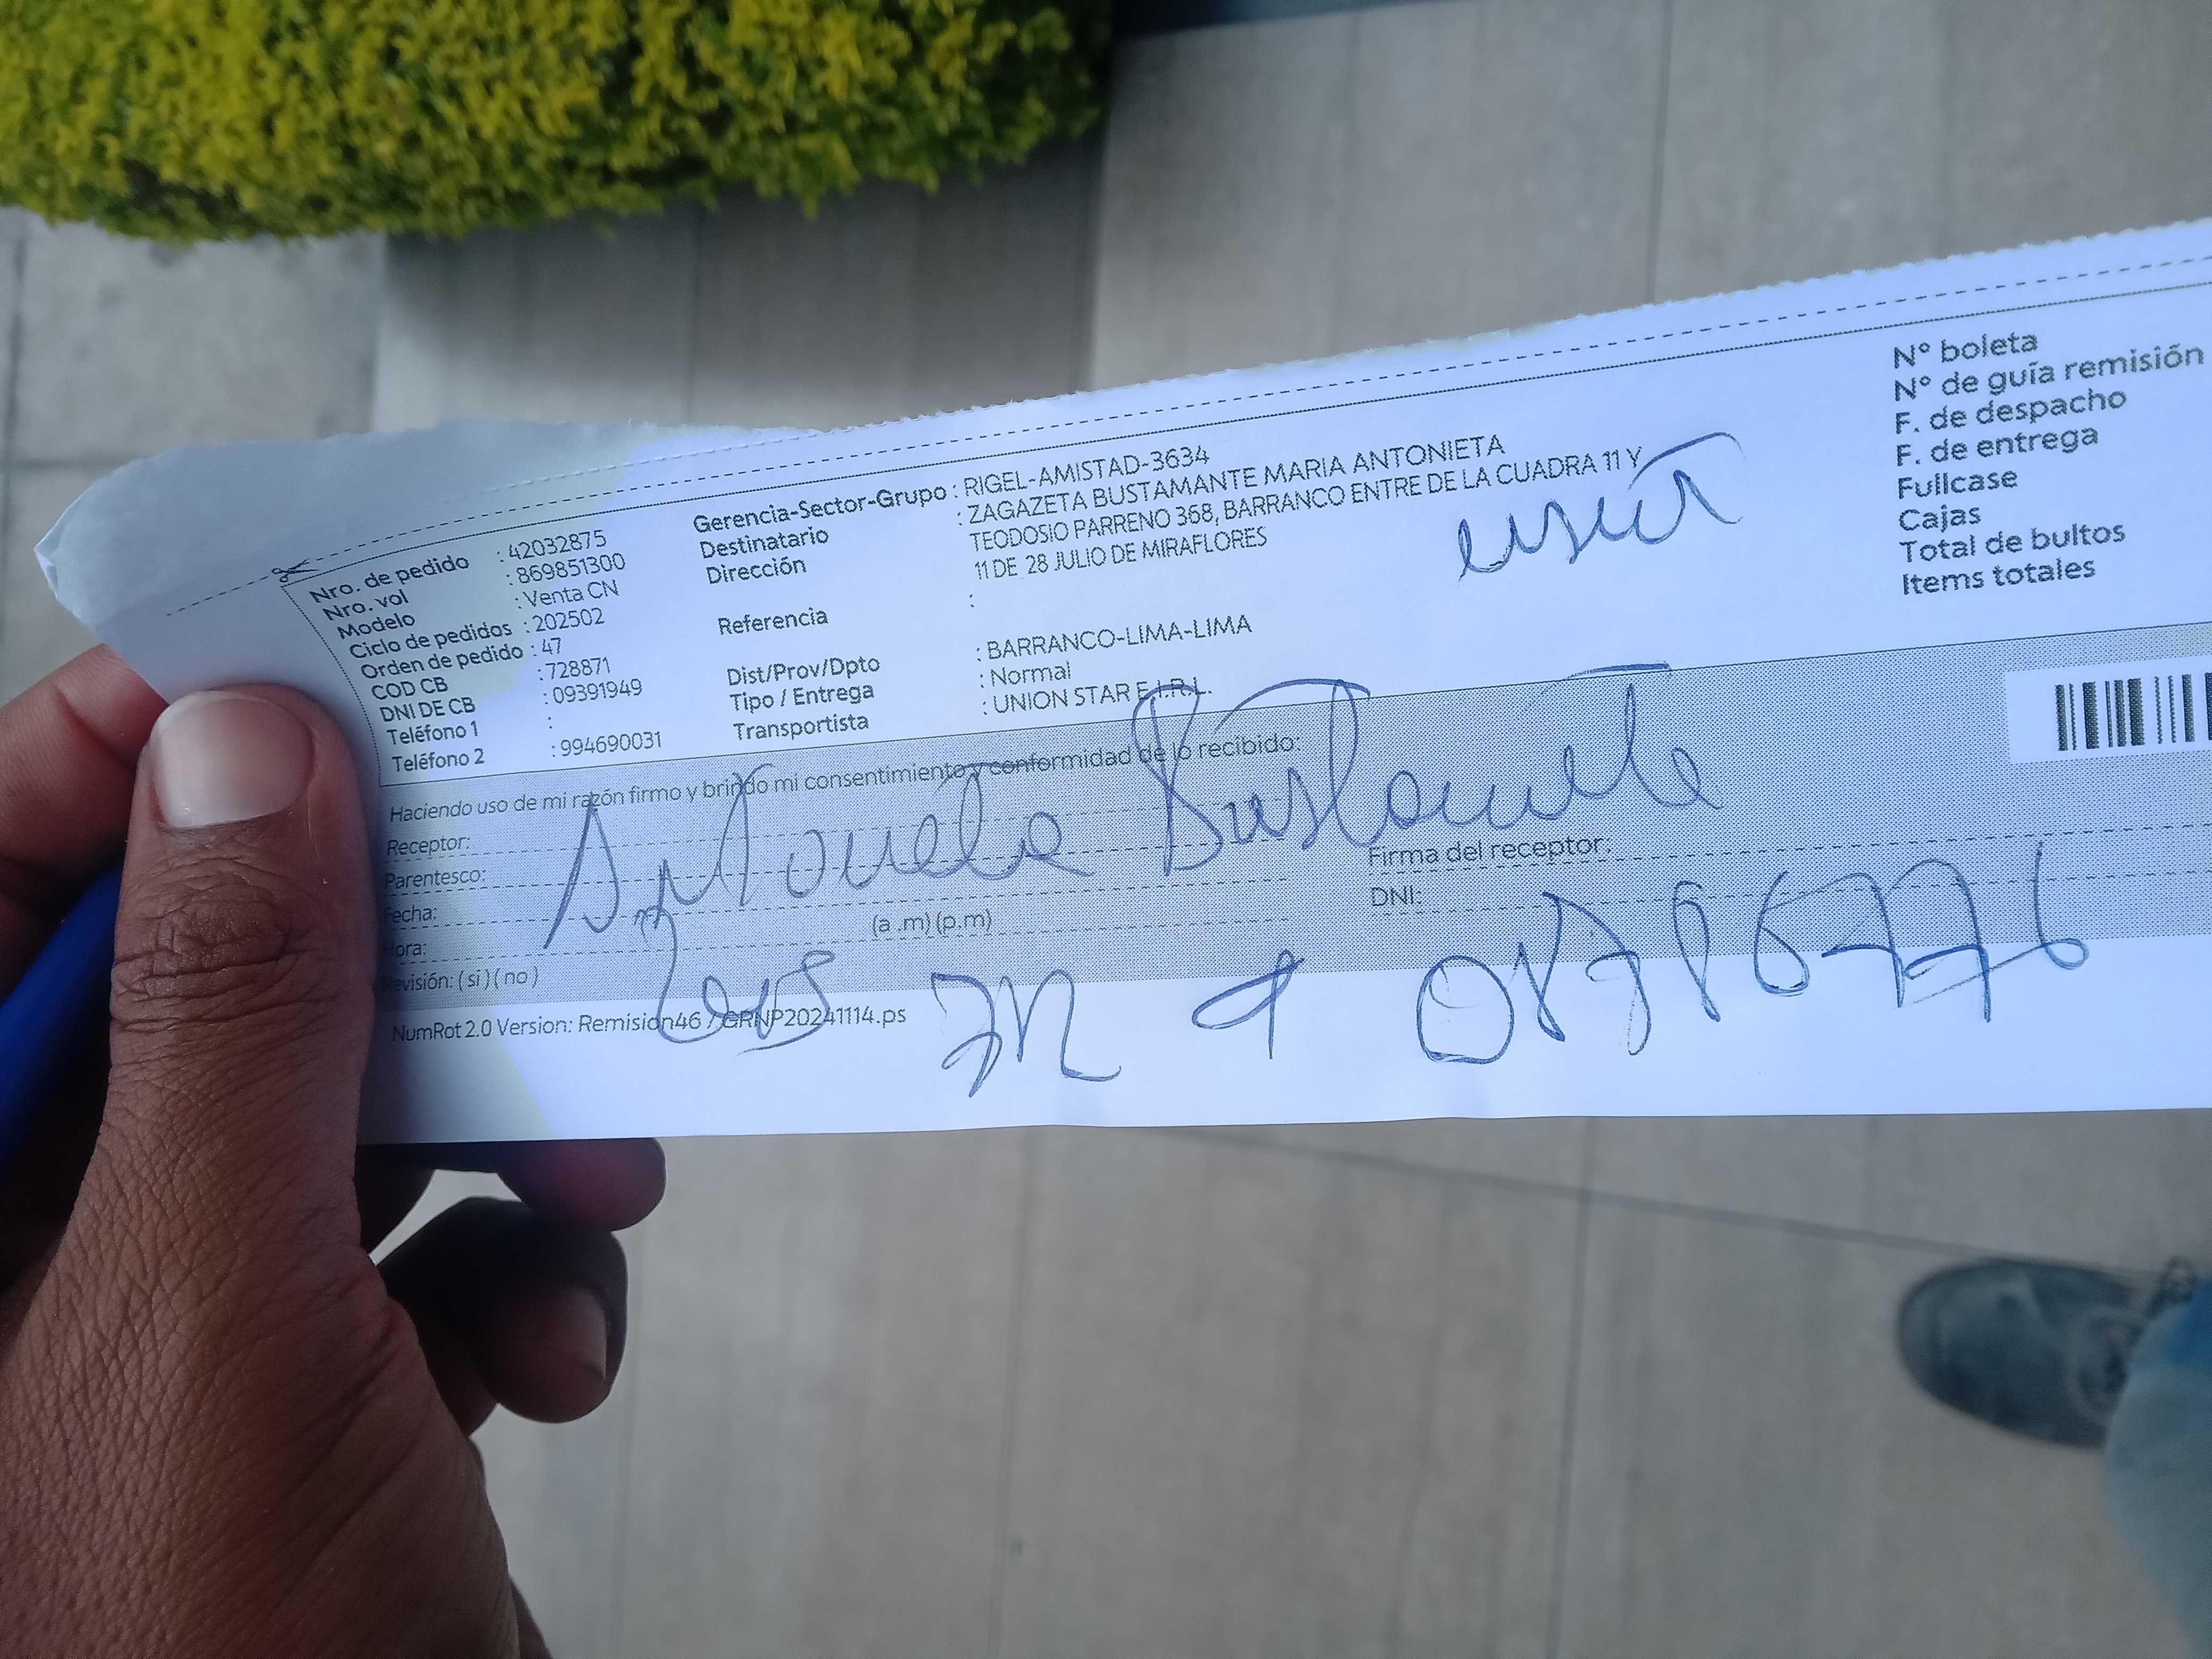 Nro. de pedido : 42032875
Nro. vol : 869851300
Modelo : Venta CN
Ciclo de pedidos : 202502
Orden de pedido : 47
COD CB : 728871
DNI DE CB : 09391949
Teléfono 1 :
Teléfono 2 : 994690031
Gerencia-Sector-Grupo : RIGEL-AMISTAD-3634
Destinatario : ZAGAZETA BUSTAMANTE MARIA ANTONIETA
Dirección TEODOSIO PARRENO 368, BARRANCO ENTRE DE LA CUADRA 11 Y
11 DE 28 JULIO DE MIRAFLORES
Referencia :
Dist/Prov/Dpto : BARRANCO-LIMA-LIMA
Tipo / Entrega : Normal
Transportista : UNION STAR E.I.R.L.
N° boleta
N° de guía remisión
F. de despacho
F. de entrega
Fullcase
Cajas
Total de bultos
Items totales
Haciendo uso de mi razón firmo y brindo mi consentimiento y conformidad de lo recibido:
Receptor:
Parentesco:
Fecha:
Hora: (a .m) (p.m)
Revisión: ( si ) ( no )
Firma del receptor:
DNI:
Antonieta Bustamante
NumRot 2.0 Version: Remision46 / GRNP20241114.ps